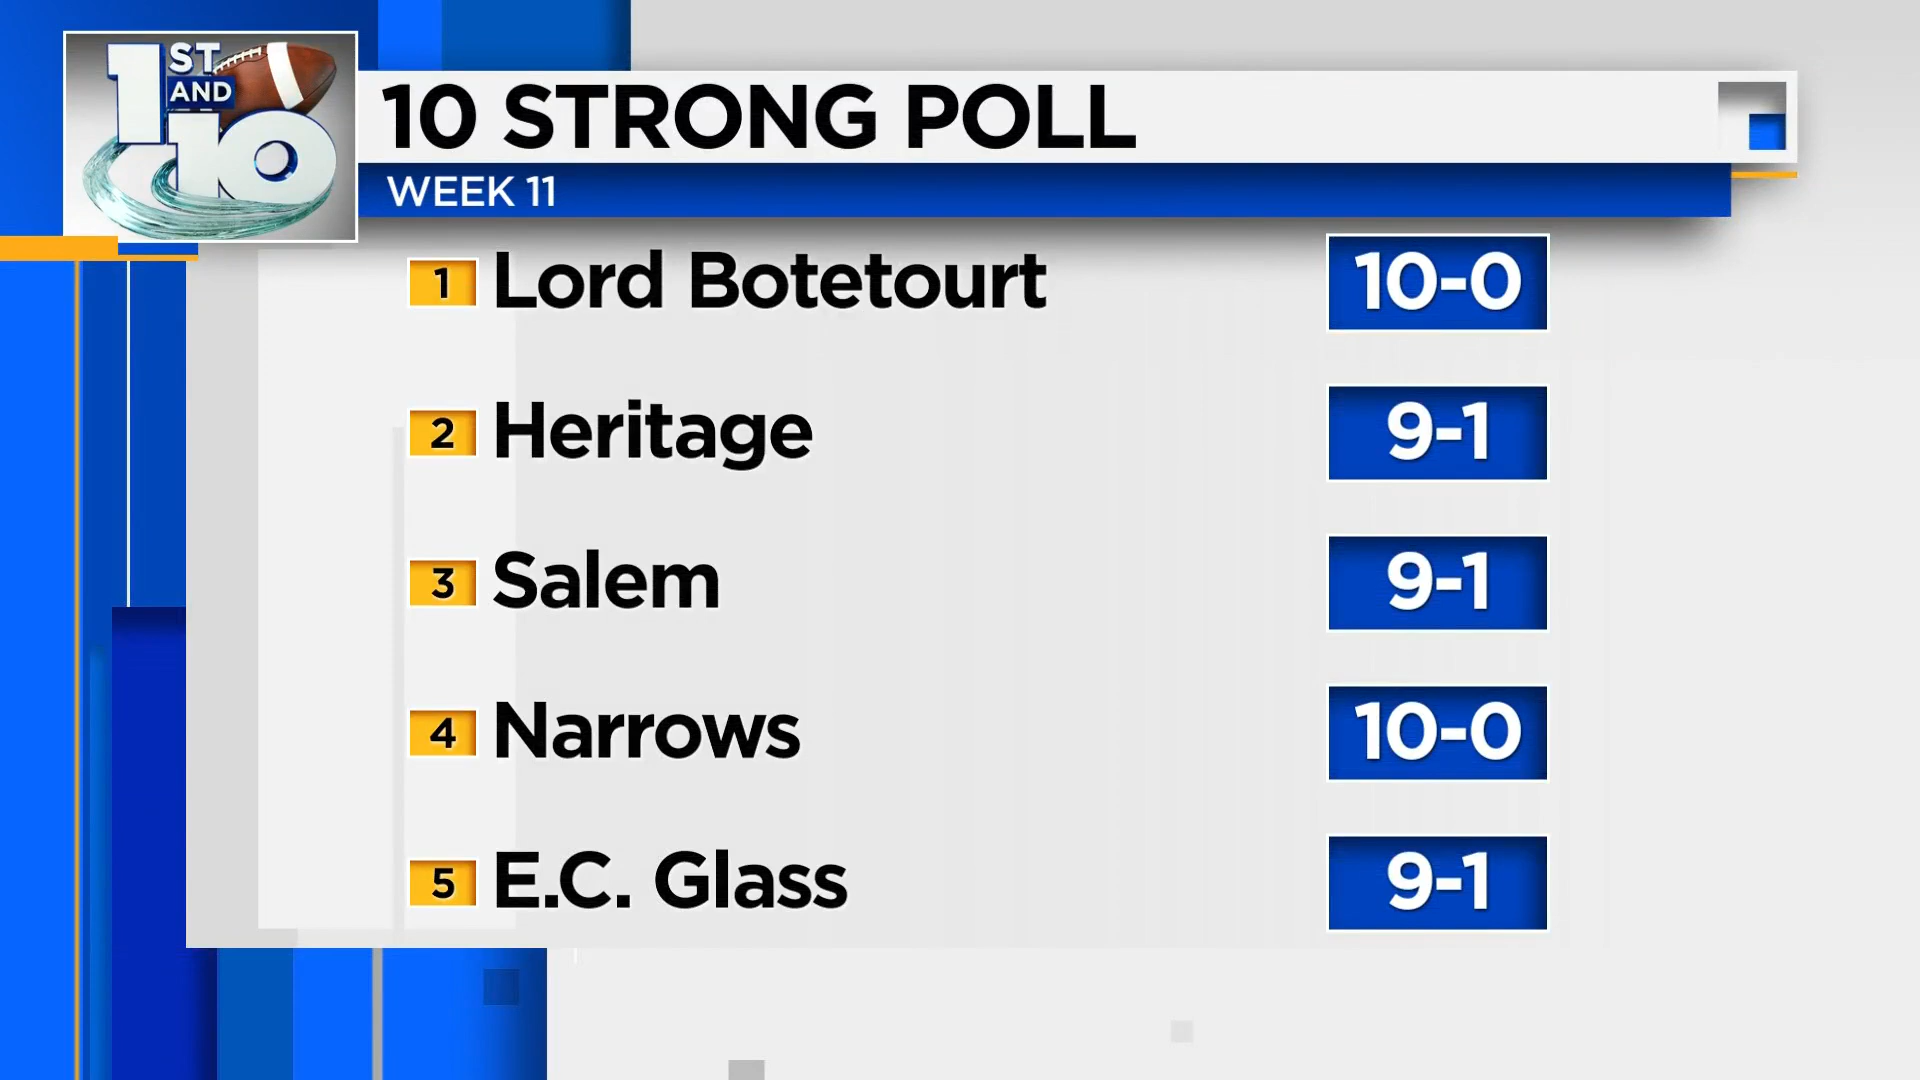 1ST
AND
10
10 STRONG POLL
WEEK 11
1 Lord Botetourt 10-0
2 Heritage 9-1
3 Salem 9-1
4 Narrows 10-0
5 E.C. Glass 9-1